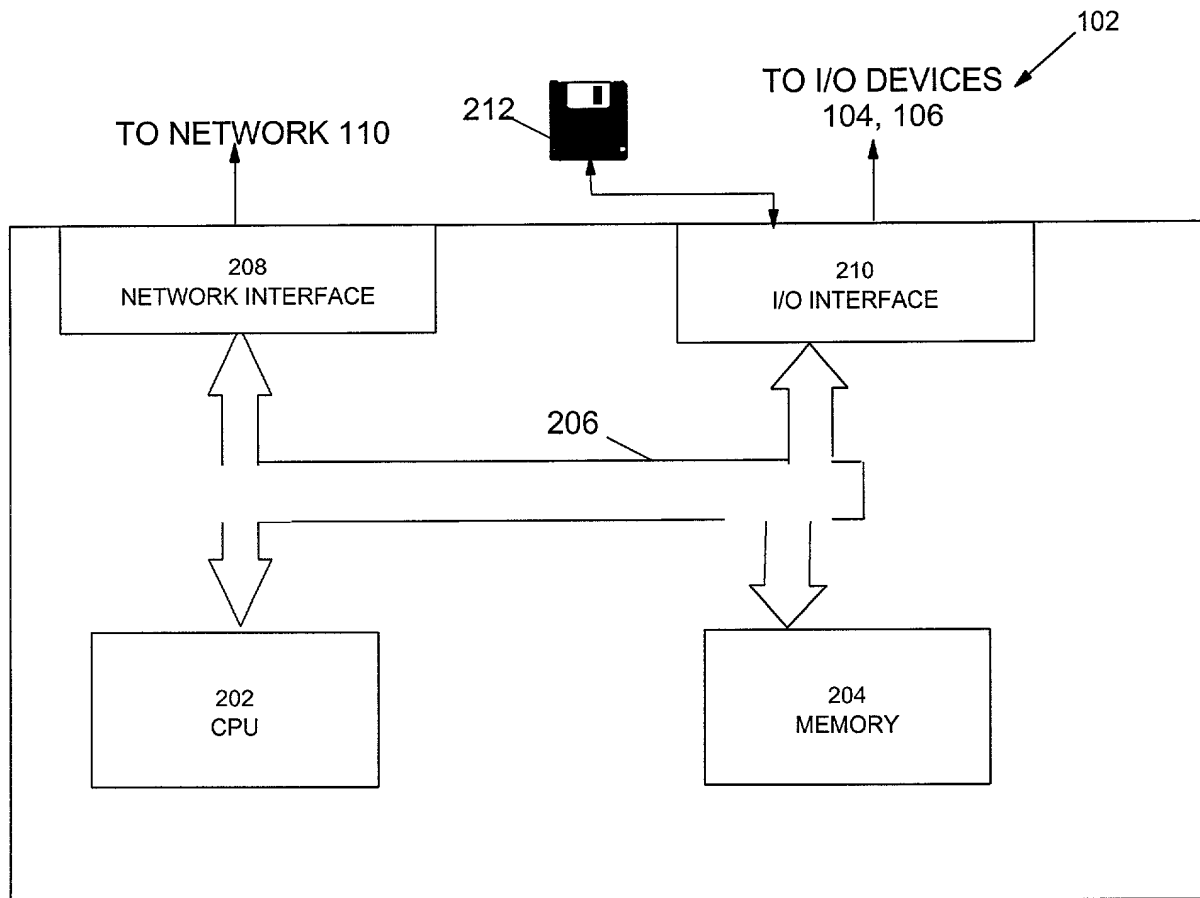 102
TO I/O DEVICES
104, 106
212
TO NETWORK 110
208
NETWORK INTERFACE
210
I/O INTERFACE
206
202
CPU
204
MEMORY